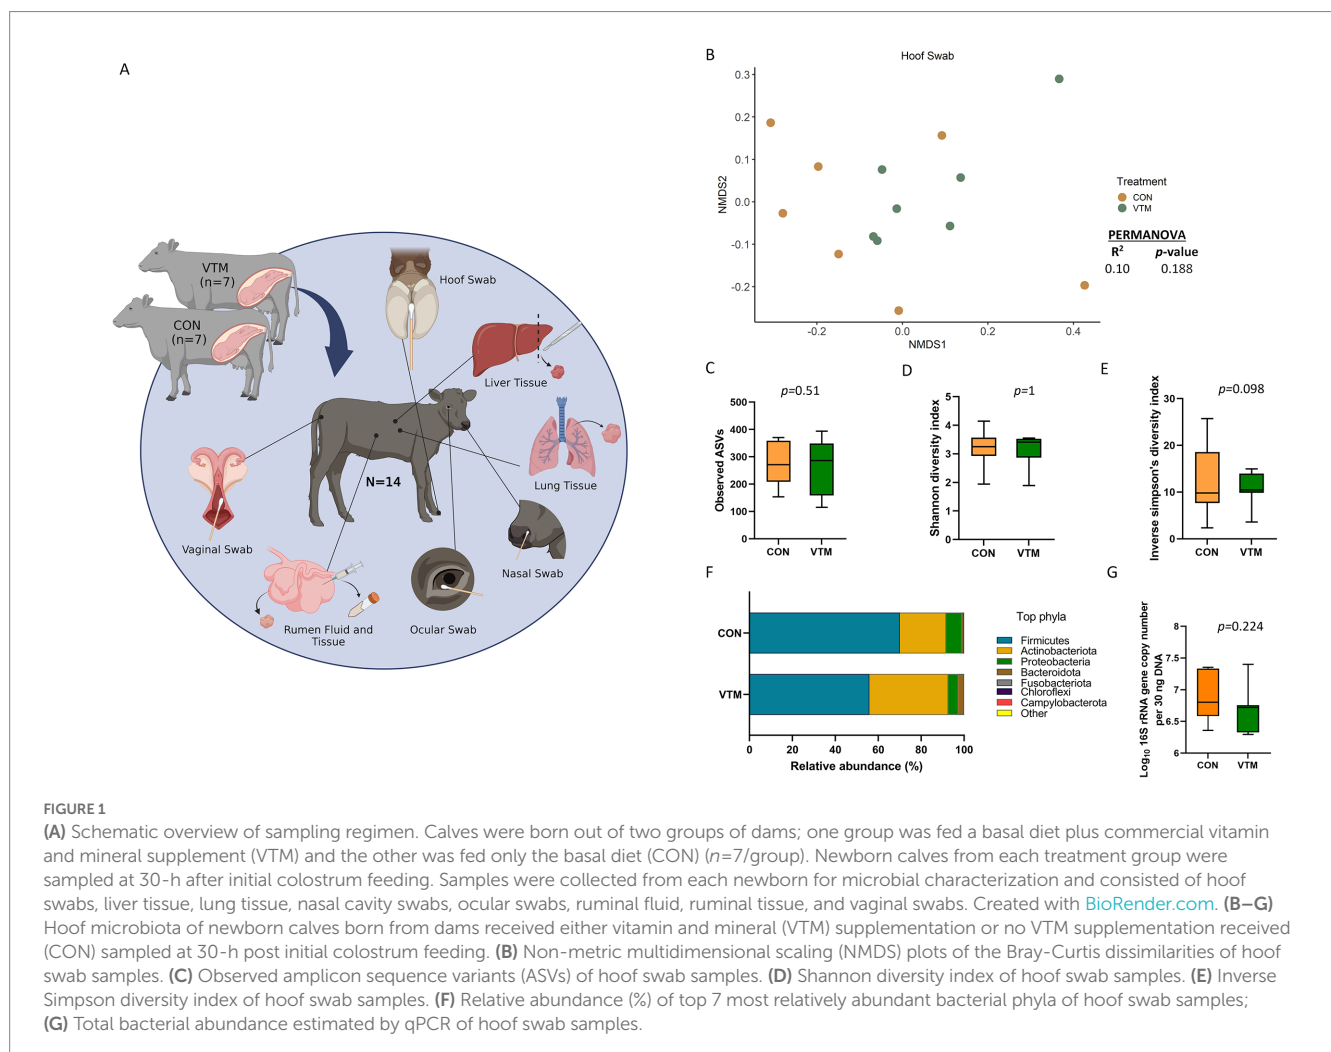 A
VTM
(n=7)
CON
(n=7)
Hoof Swab
Liver Tissue
Lung Tissue
N=14
Vaginal Swab
Nasal Swab
Rumen Fluid and
Tissue
Ocular Swab
B
Hoof Swab
0.3
0.2
0.1
0.0
-0.1
-0.2
NMDS2
-0.2
0.0
0.2
0.4
NMDS1
Treatment
CON
VTM
PERMANOVA
R² p-value
0.10 0.188
C
p=0.51
500
400
300
200
100
0
Observed ASVs
CON
VTM
D
p=1
5
4
3
2
1
0
Shannon diversity index
CON
VTM
E
p=0.098
30
20
10
0
Inverse simpson's diversity index
CON
VTM
F
CON
VTM
0
20
40
60
80
100
Relative abundance (%)
Top phyla
Firmicutes
Actinobacteriota
Proteobacteria
Bacteroidota
Fusobacteriota
Chloroflexi
Campylobacterota
Other
G
p=0.224
8
7.5
7
6.5
6
Log₁₀ 16S rRNA gene copy number
per 30 ng DNA
CON
VTM
FIGURE 1
(A) Schematic overview of sampling regimen. Calves were born out of two groups of dams; one group was fed a basal diet plus commercial vitamin
and mineral supplement (VTM) and the other was fed only the basal diet (CON) (n=7/group). Newborn calves from each treatment group were
sampled at 30-h after initial colostrum feeding. Samples were collected from each newborn for microbial characterization and consisted of hoof
swabs, liver tissue, lung tissue, nasal cavity swabs, ocular swabs, ruminal fluid, ruminal tissue, and vaginal swabs. Created with BioRender.com. (B–G)
Hoof microbiota of newborn calves born from dams received either vitamin and mineral (VTM) supplementation or no VTM supplementation received
(CON) sampled at 30-h post initial colostrum feeding. (B) Non-metric multidimensional scaling (NMDS) plots of the Bray-Curtis dissimilarities of hoof
swab samples. (C) Observed amplicon sequence variants (ASVs) of hoof swab samples. (D) Shannon diversity index of hoof swab samples. (E) Inverse
Simpson diversity index of hoof swab samples. (F) Relative abundance (%) of top 7 most relatively abundant bacterial phyla of hoof swab samples;
(G) Total bacterial abundance estimated by qPCR of hoof swab samples.